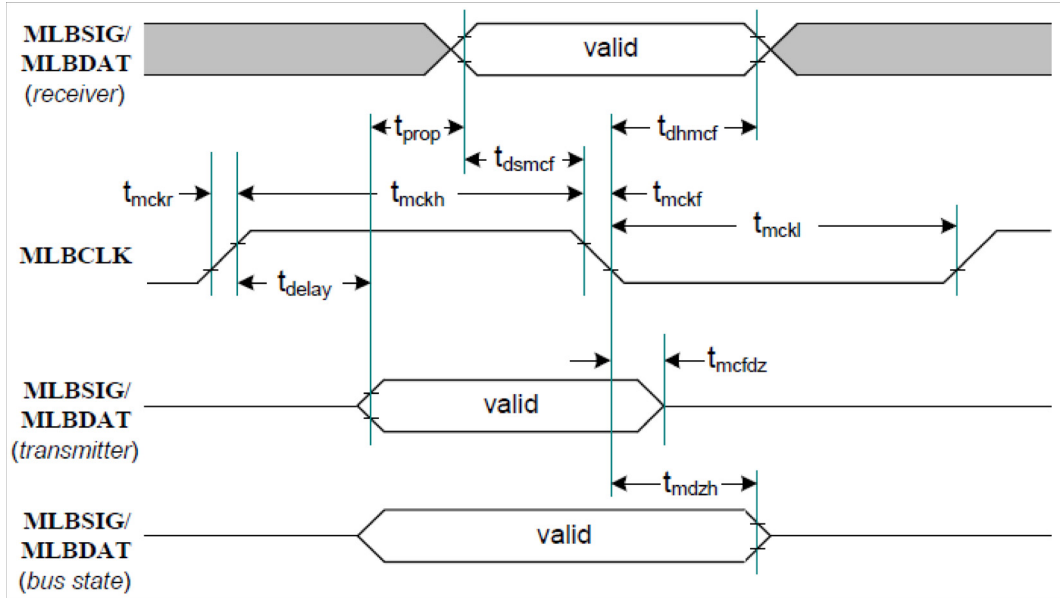 MLBSIG/
MLBDAT
(receiver)
valid
tprop
tdhmcf
tdsmcf
tmckr
tmckh
tmckf
tmckl
MLBCLK
tdelay
tmcfdz
MLBSIG/
MLBDAT
(transmitter)
valid
tmdzh
MLBSIG/
MLBDAT
(bus state)
valid